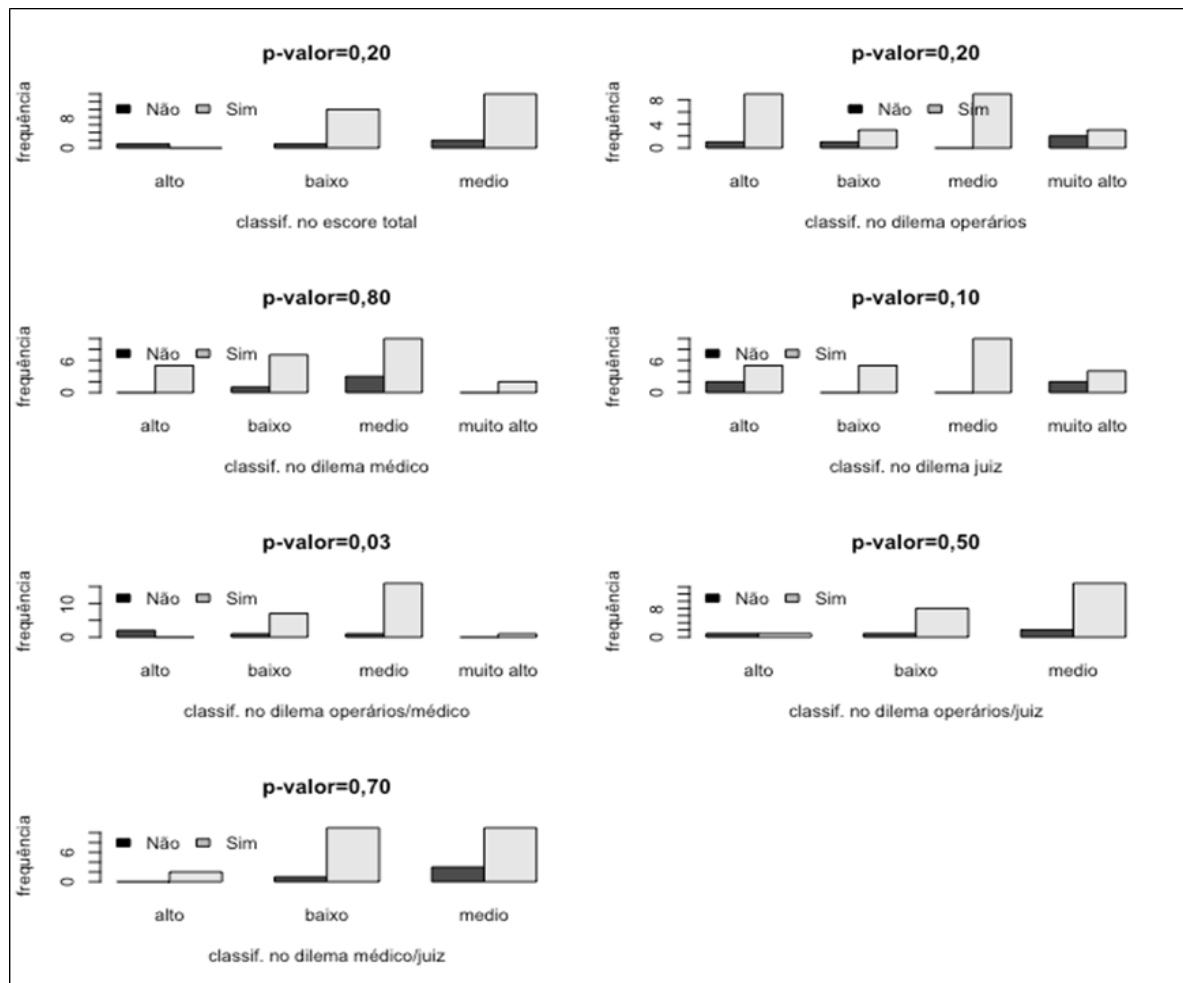 p-valor=0,20
frequência
0 8
Não Sim
alto baixo medio
classif. no escore total
p-valor=0,20
frequência
0 4 8
Não Sim
alto baixo medio muito alto
classif. no dilema operários
p-valor=0,80
frequência
0 6
Não Sim
alto baixo medio muito alto
classif. no dilema médico
p-valor=0,10
frequência
0 6
Não Sim
alto baixo medio muito alto
classif. no dilema juiz
p-valor=0,03
frequência
0 10
Não Sim
alto baixo medio muito alto
classif. no dilema operários/médico
p-valor=0,50
frequência
0 8
Não Sim
alto baixo medio
classif. no dilema operários/juiz
p-valor=0,70
frequência
0 6
Não Sim
alto baixo medio
classif. no dilema médico/juiz